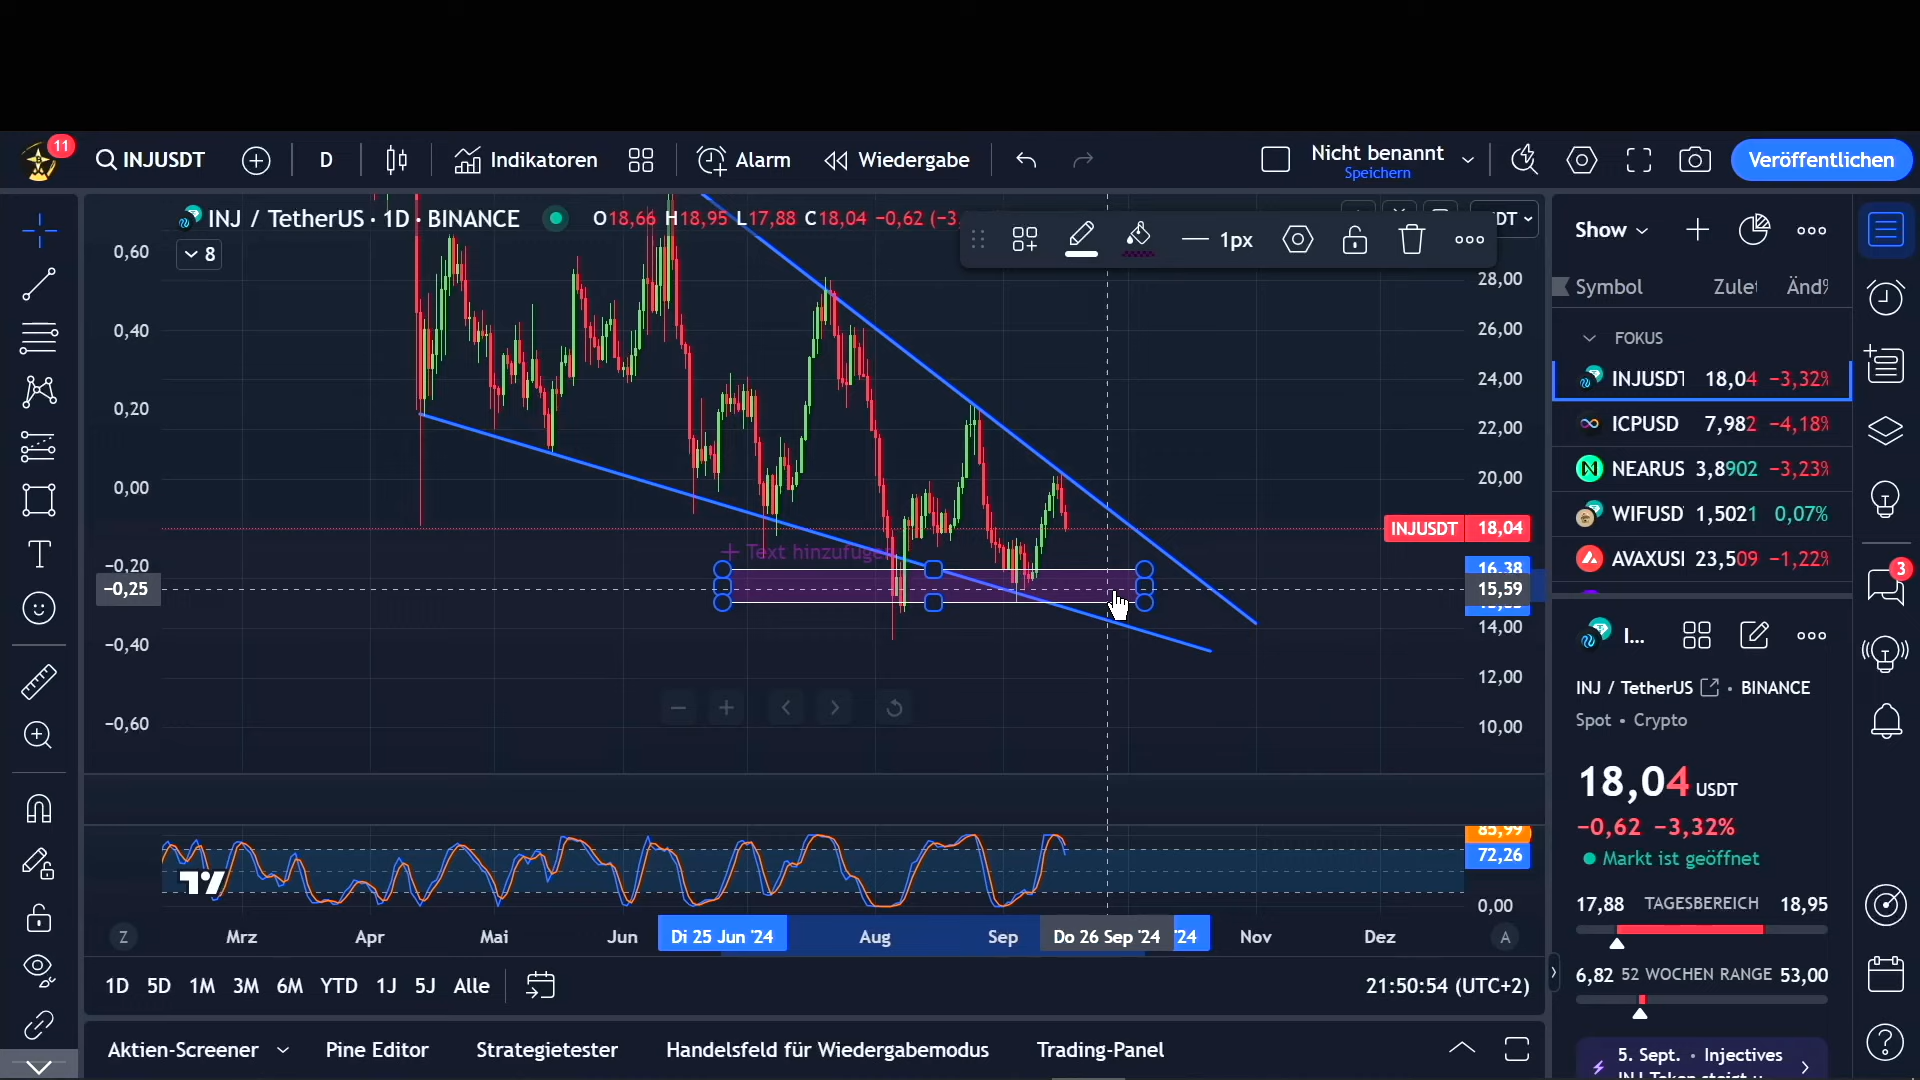 11
INJUSDT
D
Indikatoren
Alarm
Wiedergabe
Nicht benannt
Speichern
Veröffentlichen
INJ / TetherUS · 1D · BINANCE
O18,66 H18,95 L17,88 C18,04 −0,62 (−3,
8
1px
DT
0,60
0,40
0,20
0,00
−0,20
−0,25
−0,40
−0,60
28,00
26,00
24,00
22,00
20,00
INJUSDT 18,04
16,38
15,59
14,00
12,00
10,00
+ Text hinzufügen
85,99
72,26
0,00
Z
Mrz
Apr
Mai
Jun
Di 25 Jun '24
Aug
Sep
Do 26 Sep '24
'24
Nov
Dez
A
1D 5D 1M 3M 6M YTD 1J 5J Alle
21:50:54 (UTC+2)
Aktien-Screener
Pine Editor
Strategietester
Handelsfeld für Wiedergabemodus
Trading-Panel
Show
Symbol Zulet Änd%
FOKUS
INJUSDT 18,04 −3,32%
ICPUSD 7,982 −4,18%
NEARUS 3,8902 −3,23%
WIFUSD 1,5021 0,07%
AVAXUSI 23,509 −1,22%
I...
INJ / TetherUS · BINANCE
Spot • Crypto
18,04 USDT
−0,62 −3,32%
Markt ist geöffnet
17,88 TAGESBEREICH 18,95
6,82 52 WOCHEN RANGE 53,00
5. Sept. · Injectives
3